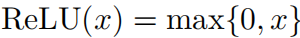 ReLU(x) = max{0, x}